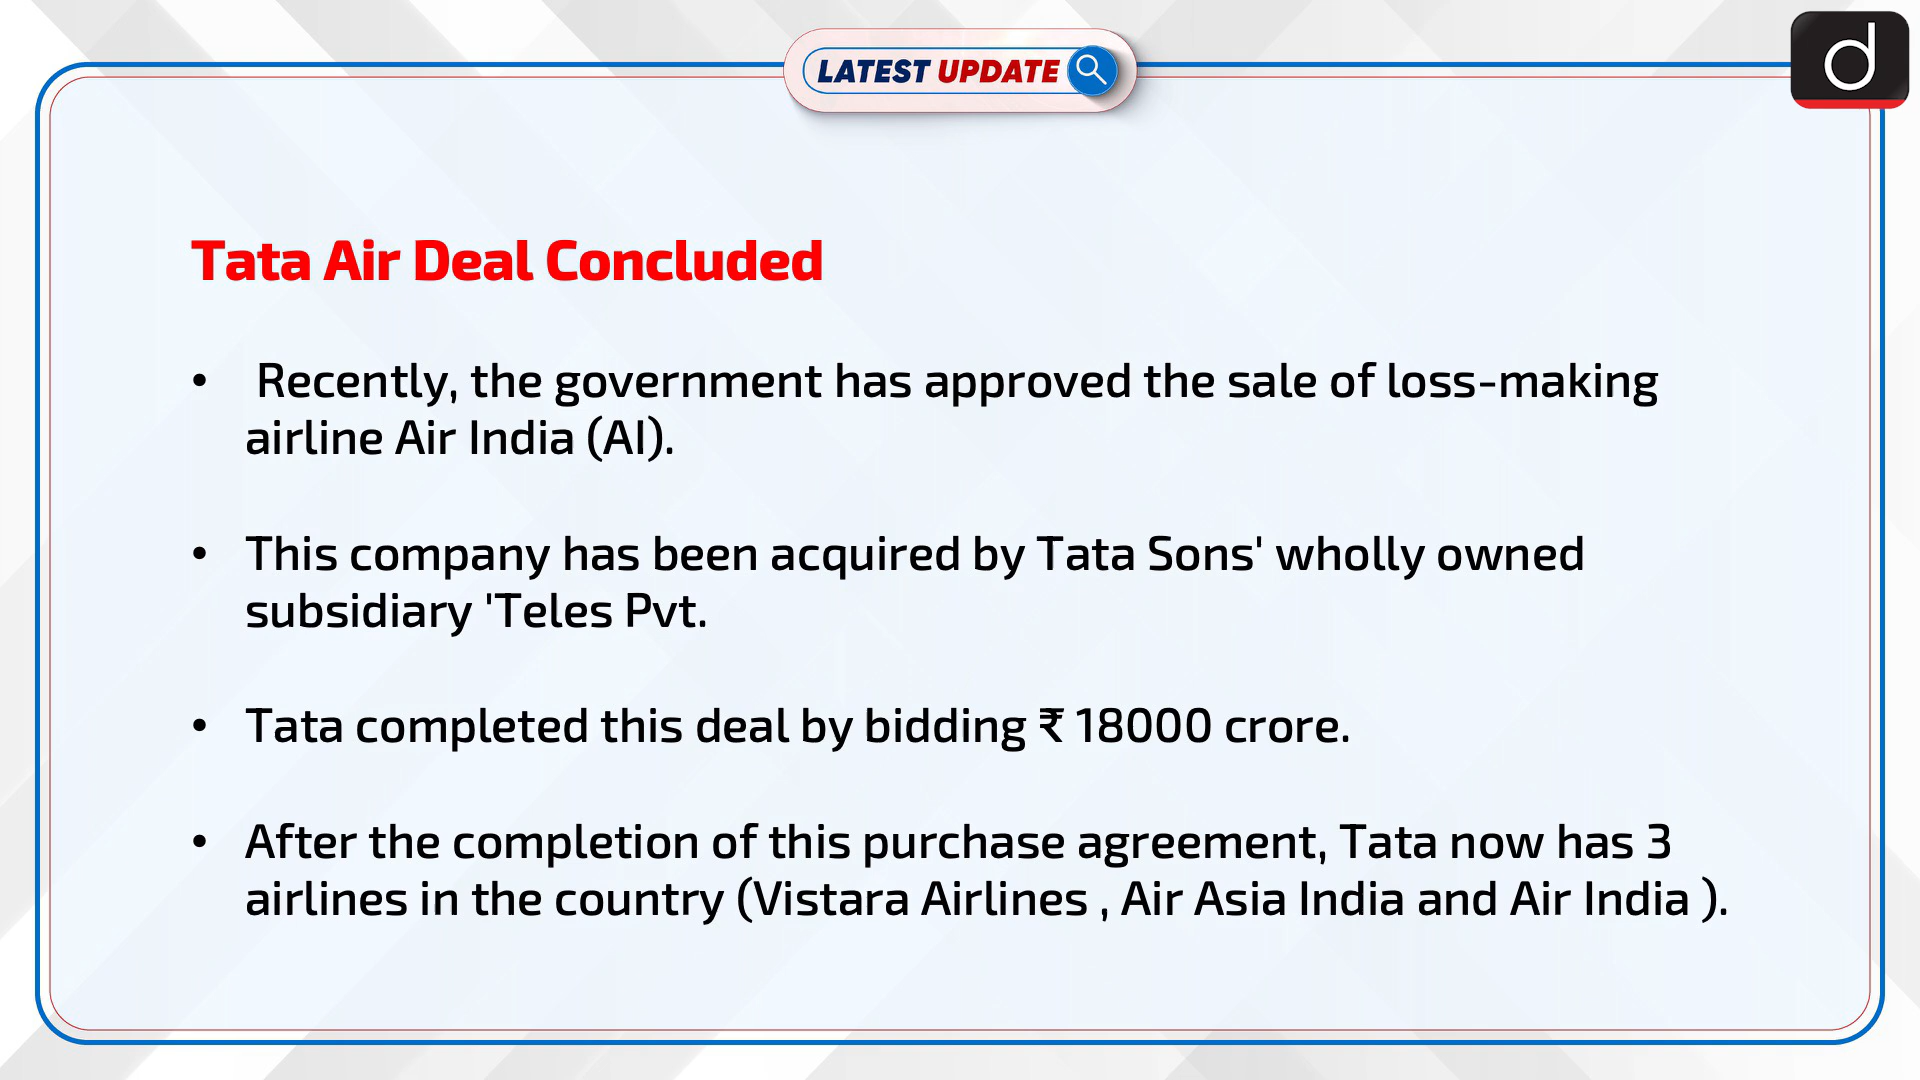 LATEST UPDATE
d
Tata Air Deal Concluded
• Recently, the government has approved the sale of loss-making
airline Air India (AI).
• This company has been acquired by Tata Sons' wholly owned
subsidiary 'Teles Pvt.
• Tata completed this deal by bidding ₹ 18000 crore.
• After the completion of this purchase agreement, Tata now has 3
airlines in the country (Vistara Airlines , Air Asia India and Air India ).